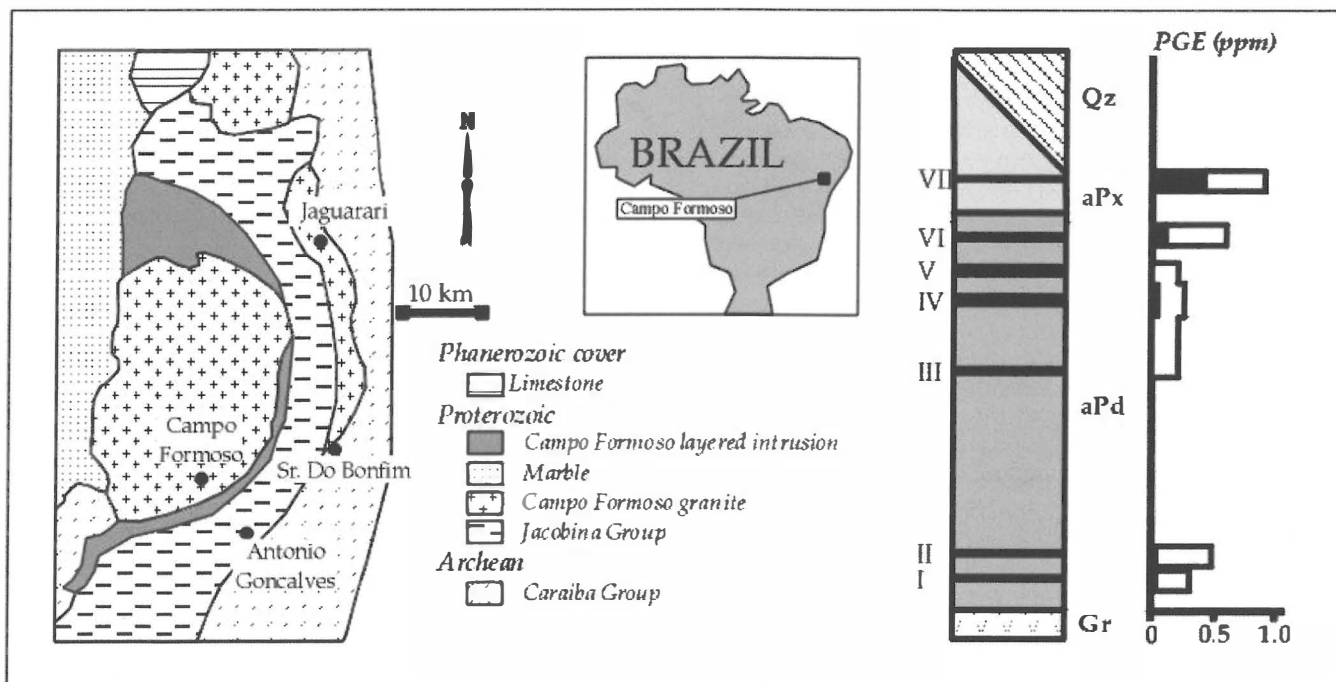 Jaguarari
Campo
Formoso
Sr. Do Bonfim
Antonio
Goncalves
N
10 km
BRAZIL
Campo Formoso
Phanerozoic cover
Limestone
Proterozoic
Campo Formoso layered intrusion
Marble
Campo Formoso granite
Jacobina Group
Archean
Caraiba Group
PGE (ppm)
Qz
VII
aPx
VI
V
IV
III
aPd
II
I
Gr
0 0.5 1.0